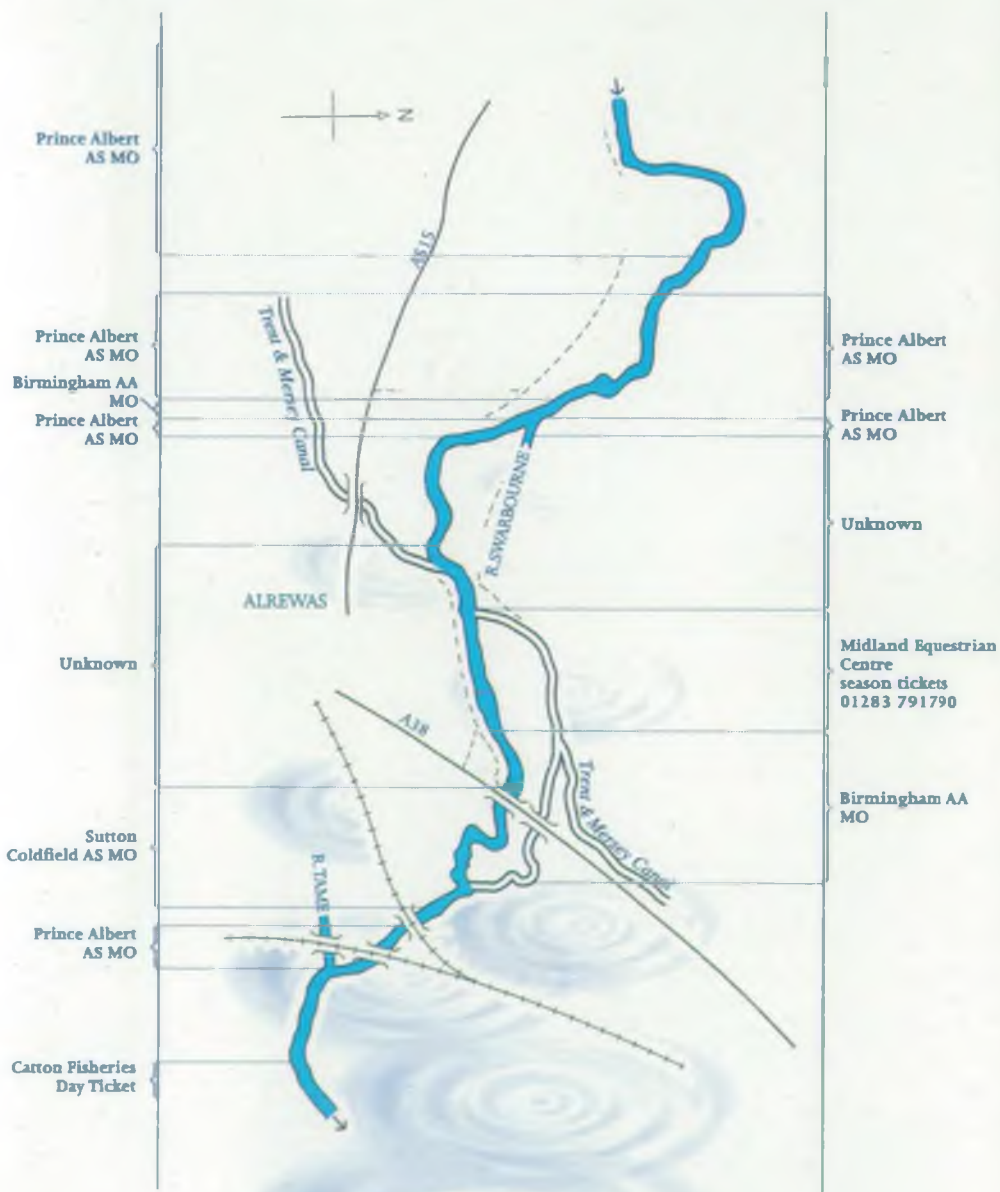 Prince Albert
AS MO
N
A515
Trent & Mersey Canal
Prince Albert
AS MO
Birmingham AA
MO
Prince Albert
AS MO
Prince Albert
AS MO
Prince Albert
AS MO
R.SWARBOURNE
Unknown
ALREWAS
Unknown
Midland Equestrian
Centre
season tickets
01283 791790
A38
Trent & Mersey Canal
Birmingham AA
MO
Sutton
Coldfield AS MO
R.TAME
Prince Albert
AS MO
Catton Fisheries
Day Ticket